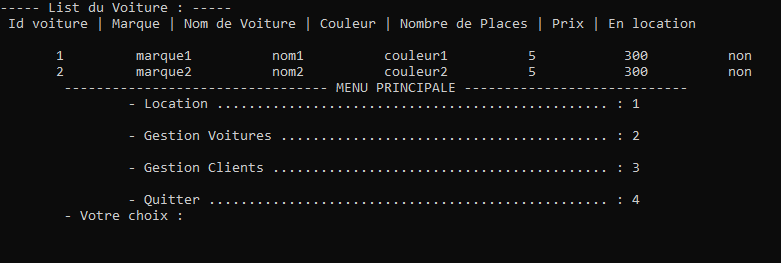 ----- List du Voiture : -----
Id voiture | Marque | Nom de Voiture | Couleur | Nombre de Places | Prix | En location
1 marque1 nom1 couleur1 5 300 non
2 marque2 nom2 couleur2 5 300 non
--------------------------------- MENU PRINCIPALE ----------------------------
- Location ................................................. : 1
- Gestion Voitures ......................................... : 2
- Gestion Clients .......................................... : 3
- Quitter .................................................. : 4
- Votre choix :